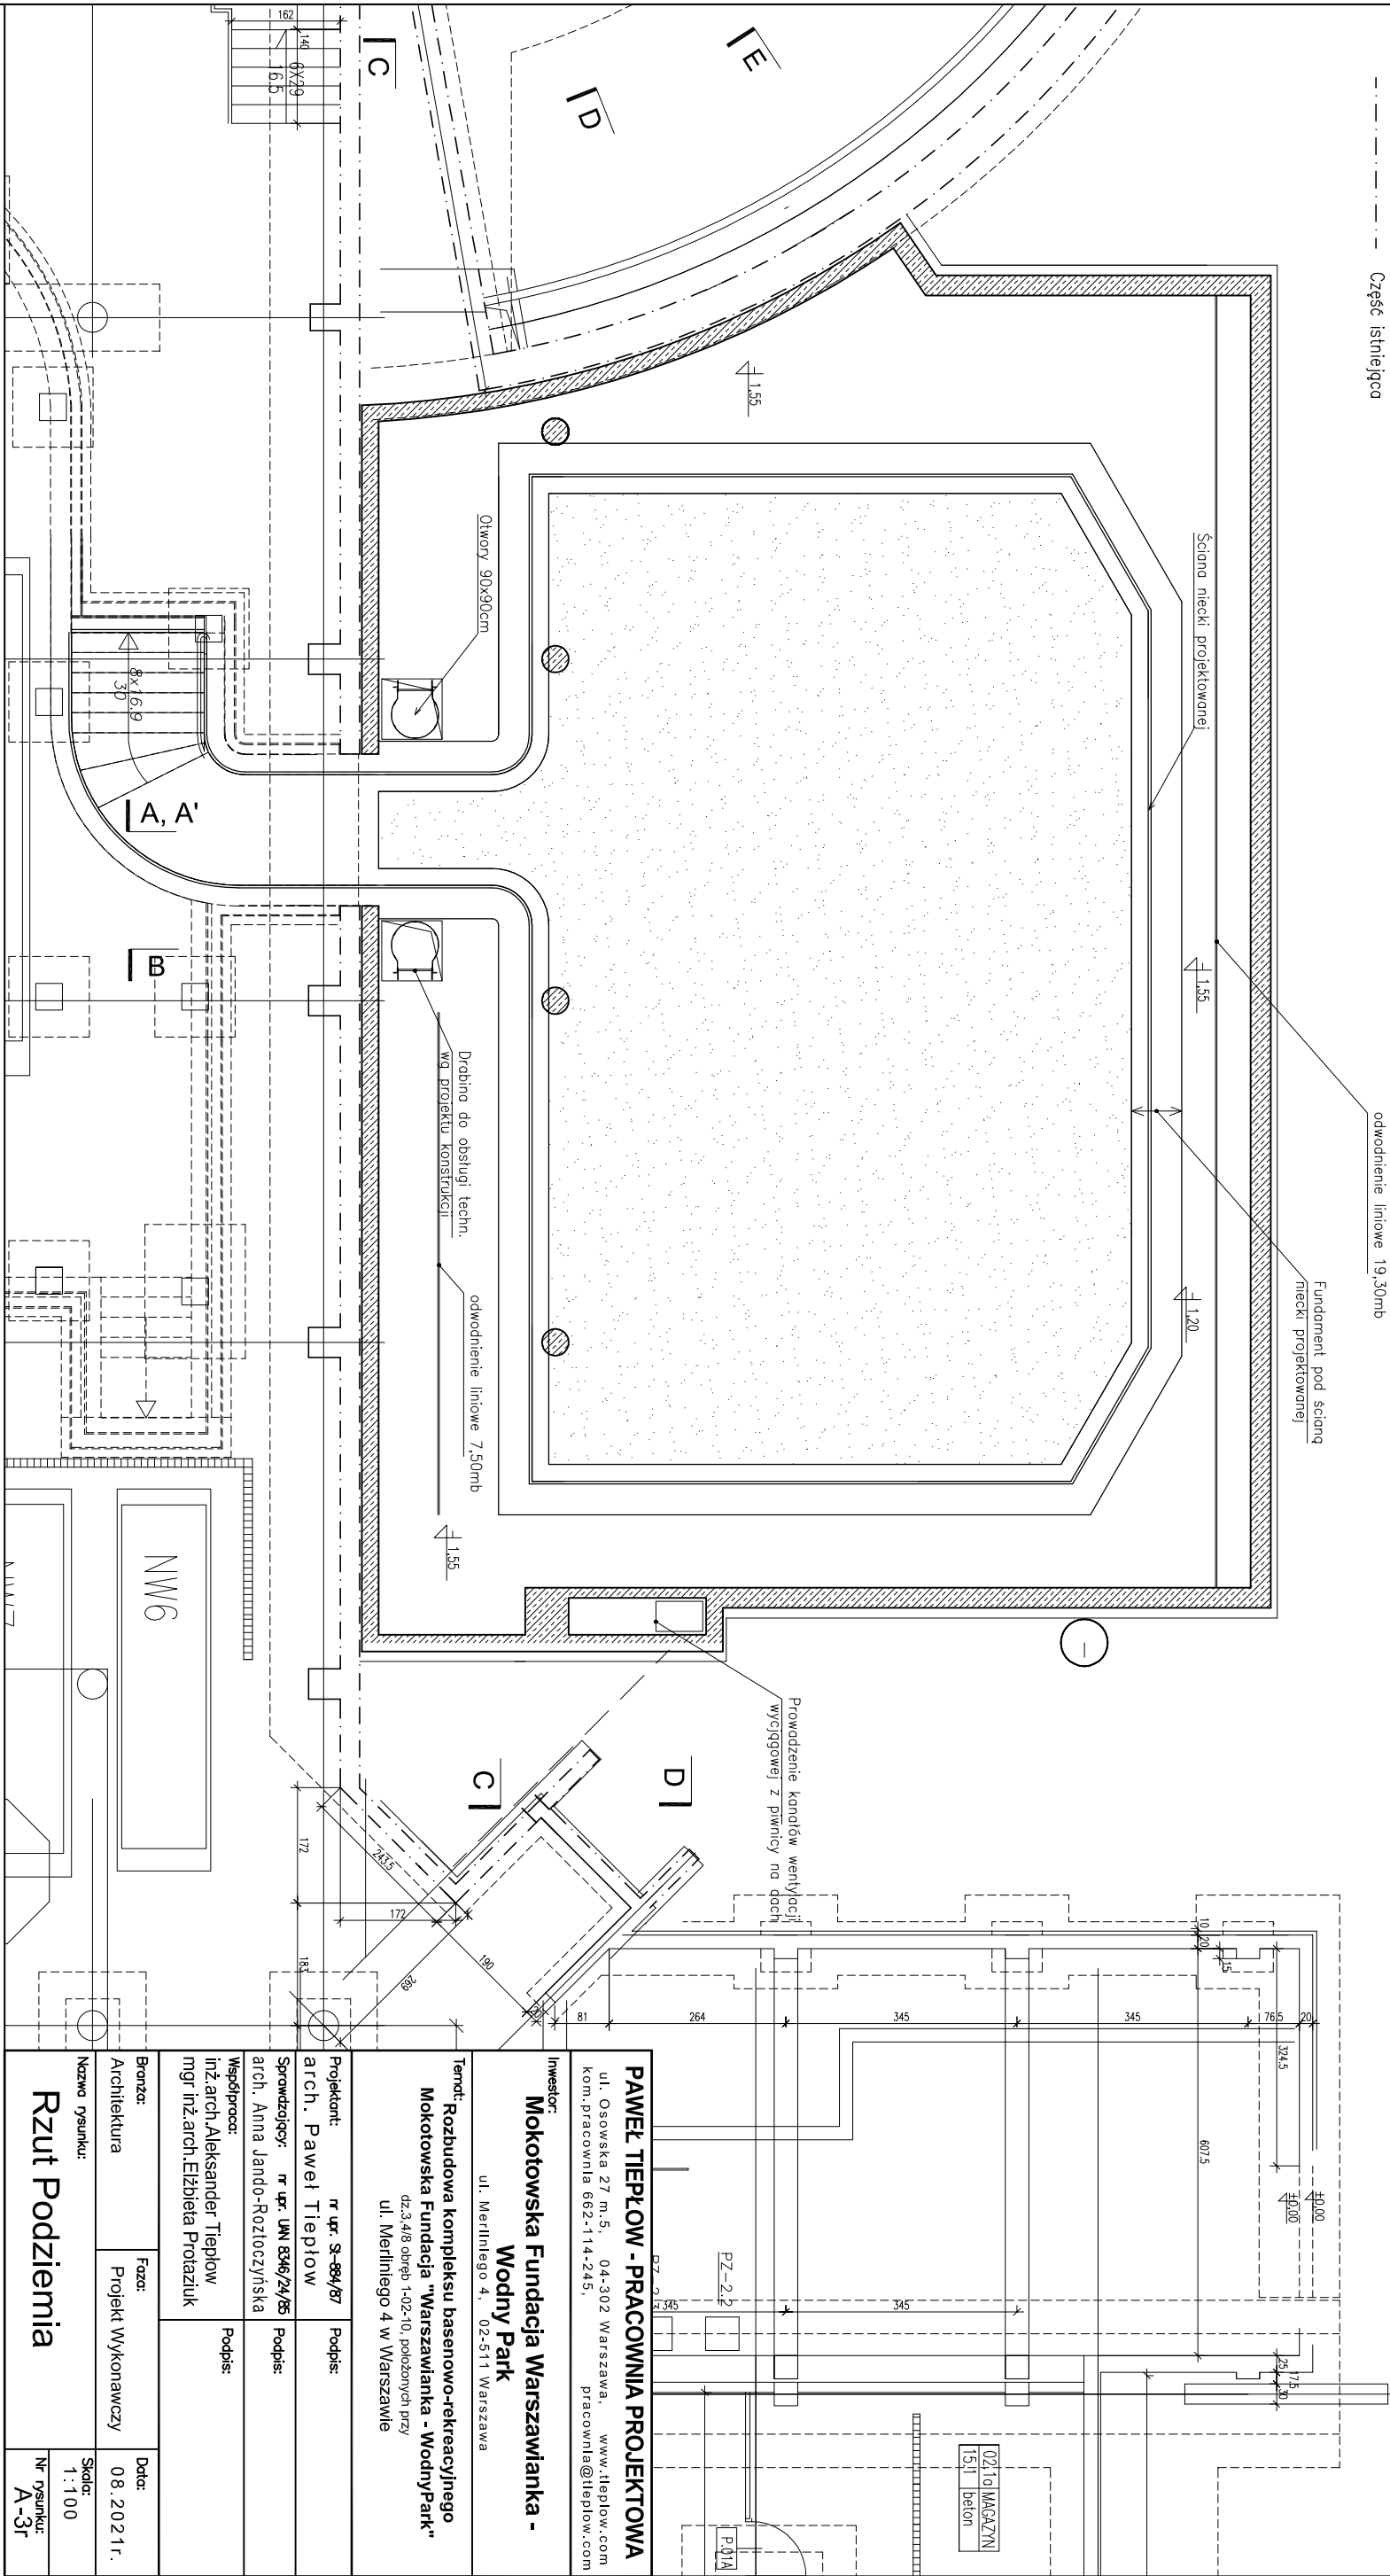 Część istniejąca
odwodnienie liniowe 19,30mb
Fundament pod ścianą
niecki projektowanej
Ściana niecki projektowanej
1,55
1,20
1,55
E
D
C
162
140
6X29
16.5
1,55
Otwory 90x90cm
8x16.9
30
A, A'
B
Drabina do obsługi techn.
wg projektu konstrukcji
odwodnienie liniowe 7,50mb
1,55
NW6
Prowadzenie kanałów wentylacji
wyciągowej z piwnicy na dach
D
C
172
243.5
172
183
190
81
264
345
345
76.5
20
10
20
15
324.5
607.5
±0.00
±0.00
345
345
25
17.5
30
PZ-2.2
02.1a MAGAZYN
15.11 beton
P.01A
PAWEŁ TIEPŁOW - PRACOWNIA PROJEKTOWA
ul. Osowska 27 m.5, 04-302 Warszawa, www.tieplow.com
kom.pracownia 662-114-245, pracownia@tieplow.com
Inwestor:
Mokotowska Fundacja Warszawianka -
Wodny Park
ul. Merliniego 4, 02-511 Warszawa
Temat:
Rozbudowa kompleksu basenowo-rekreacyjnego
Mokotowska Fundacja "Warszawianka - WodnyPark"
dz.3,4/8 obręb 1-02-10, położonych przy
ul. Merliniego 4 w Warszawie
Projektant: nr upr. St-884/87 Podpis:
arch. Paweł Tiepłow
Sprawdzający: nr upr. UAN 8346/24/85 Podpis:
arch. Anna Jando-Roztoczyńska
Współpraca: Podpis:
inż.arch.Aleksander Tiepłow
mgr inż.arch.Elżbieta Protaziuk
Branża: Faza: Data:
Architektura Projekt Wykonawczy 08.2021r.
Nazwa rysunku:
Rzut Podziemia
Skala:
1:100
Nr rysunku:
A-3r